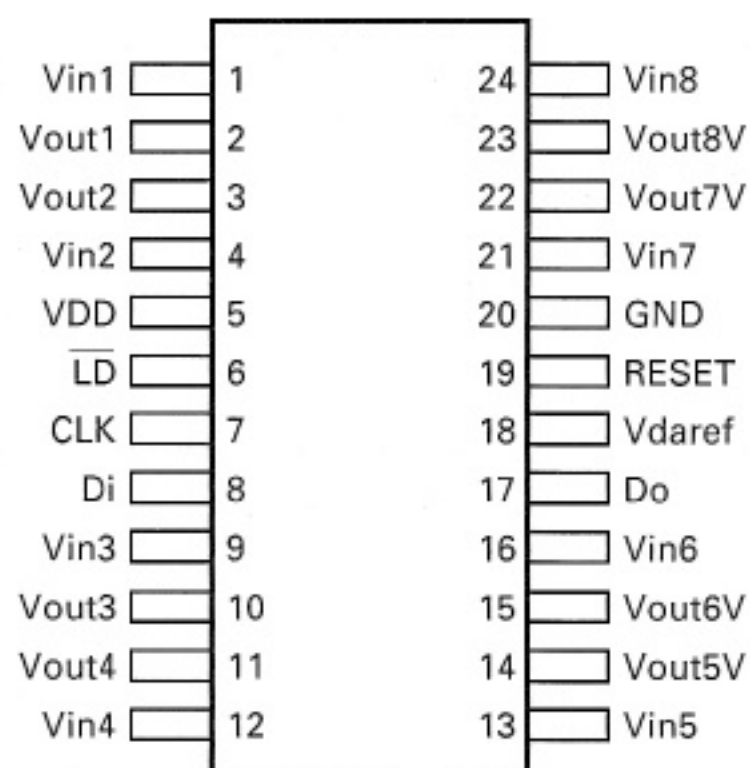 Vin1 1 24 Vin8
Vout1 2 23 Vout8V
Vout2 3 22 Vout7V
Vin2 4 21 Vin7
VDD 5 20 GND
L̅D̅ 6 19 RESET
CLK 7 18 Vdaref
Di 8 17 Do
Vin3 9 16 Vin6
Vout3 10 15 Vout6V
Vout4 11 14 Vout5V
Vin4 12 13 Vin5